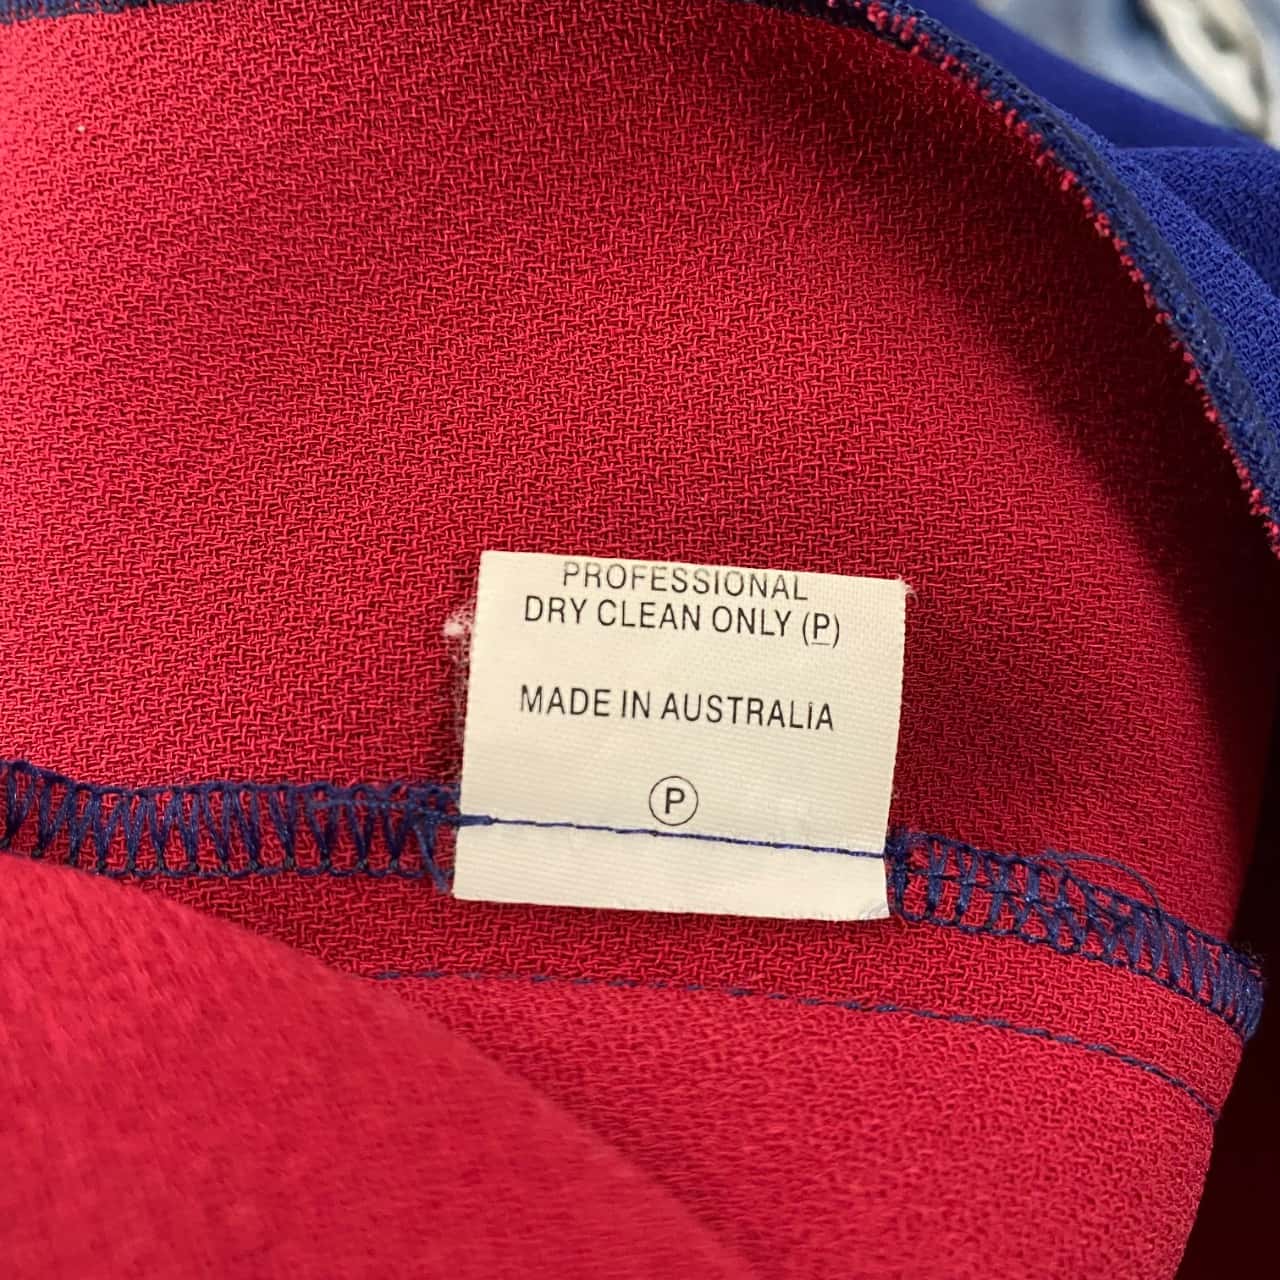 PROFESSIONAL
DRY CLEAN ONLY (P)
MADE IN AUSTRALIA
P